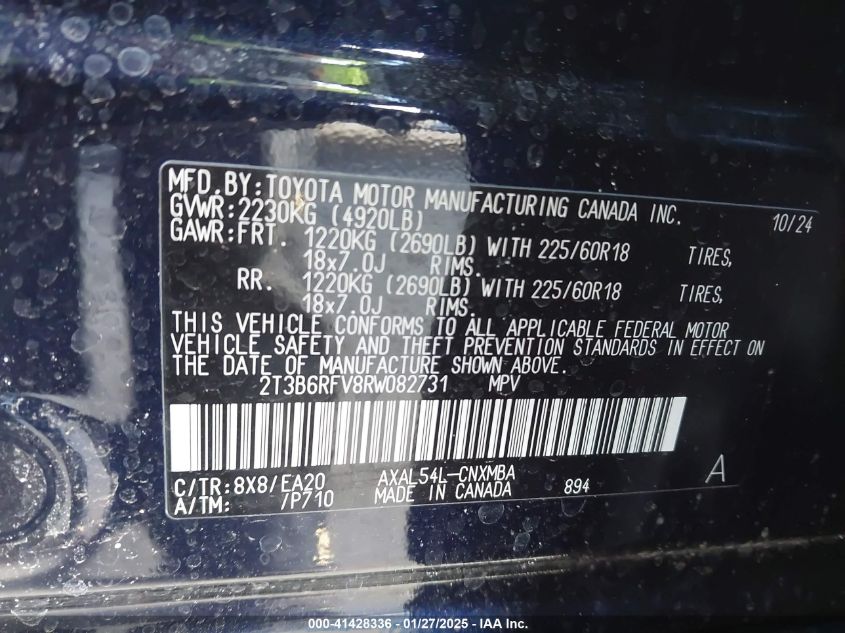 MFD.BY:TOYOTA MOTOR MANUFACTURING CANADA INC. 10/24
GVWR:2230KG (4920LB)
GAWR:FRT. 1220KG (2690LB) WITH 225/60R18 TIRES,
18x7.0J RIMS.
RR. 1220KG (2690LB) WITH 225/60R18 TIRES,
18x7.0J RIMS.
THIS VEHICLE CONFORMS TO ALL APPLICABLE FEDERAL MOTOR
VEHICLE SAFETY AND THEFT PREVENTION STANDARDS IN EFFECT ON
THE DATE OF MANUFACTURE SHOWN ABOVE.
2T3B6RFV8RW082731 MPV
C/TR:8X8/EA20 AXAL54L-CNXMBA
A/TM: /P710 MADE IN CANADA 894 A
000-41428336 - 01/27/2025 - IAA Inc.